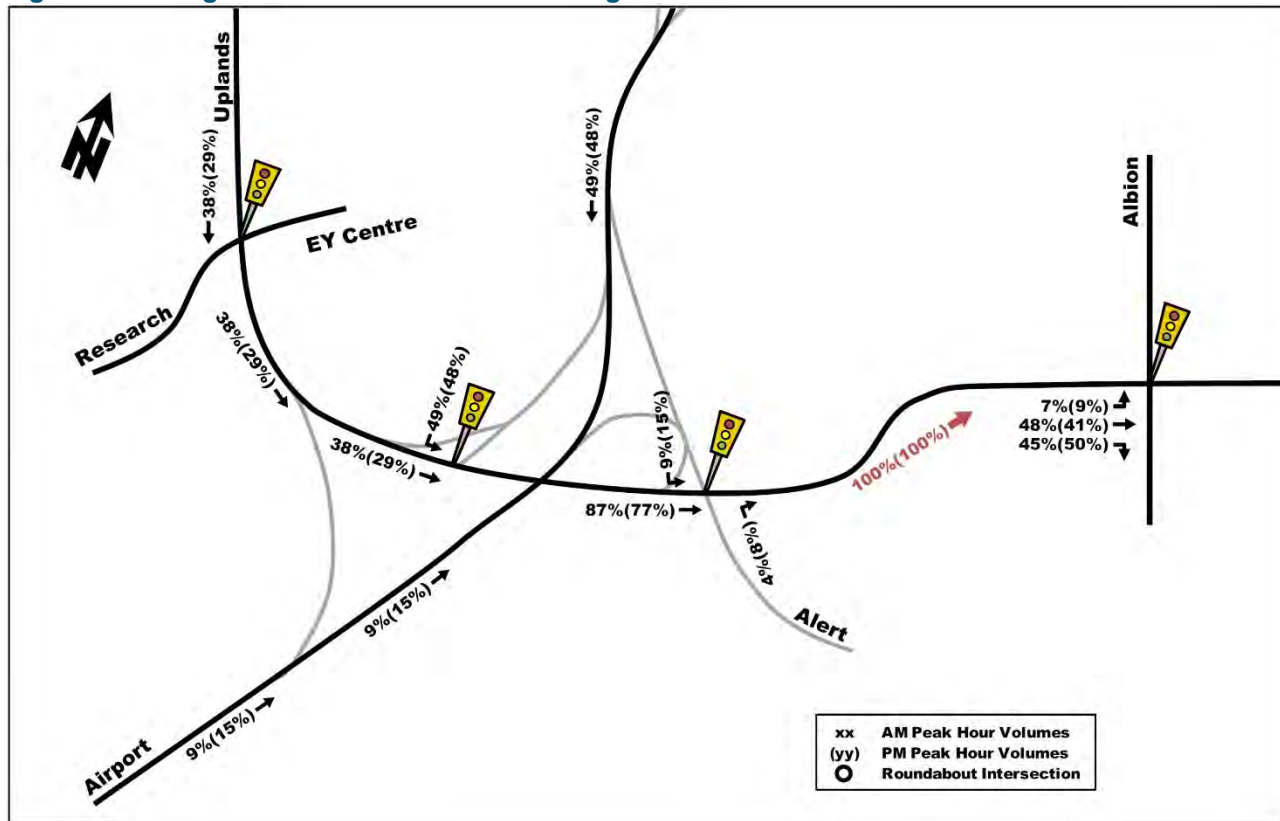 Uplands
N
38%(29%)
EY Centre
Research
38%(29%)
49%(48%)
38%(29%)
49%(48%)
9%(15%)
87%(77%)
4%(8%)
Alert
100%(100%)
Albion
7%(9%)
48%(41%)
45%(50%)
9%(15%)
9%(15%)
Airport
xx AM Peak Hour Volumes
(yy) PM Peak Hour Volumes
Roundabout Intersection